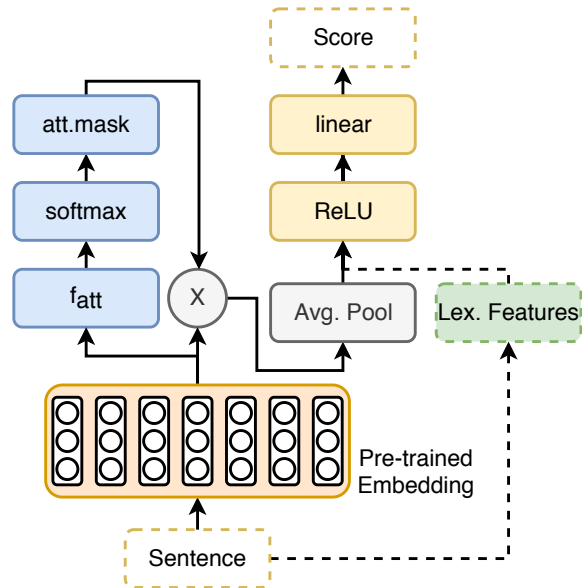 Score
att.mask
linear
softmax
ReLU
fatt
X
Avg. Pool
Lex. Features
Pre-trained
Embedding
Sentence